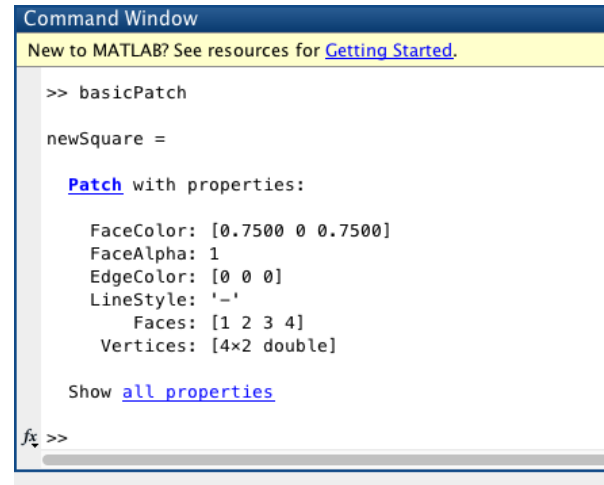 Command Window
New to MATLAB? See resources for Getting Started.
>> basicPatch
newSquare =
Patch with properties:
FaceColor: [0.7500 0 0.7500]
FaceAlpha: 1
EdgeColor: [0 0 0]
LineStyle: '-'
Faces: [1 2 3 4]
Vertices: [4×2 double]
Show all properties
fx >>